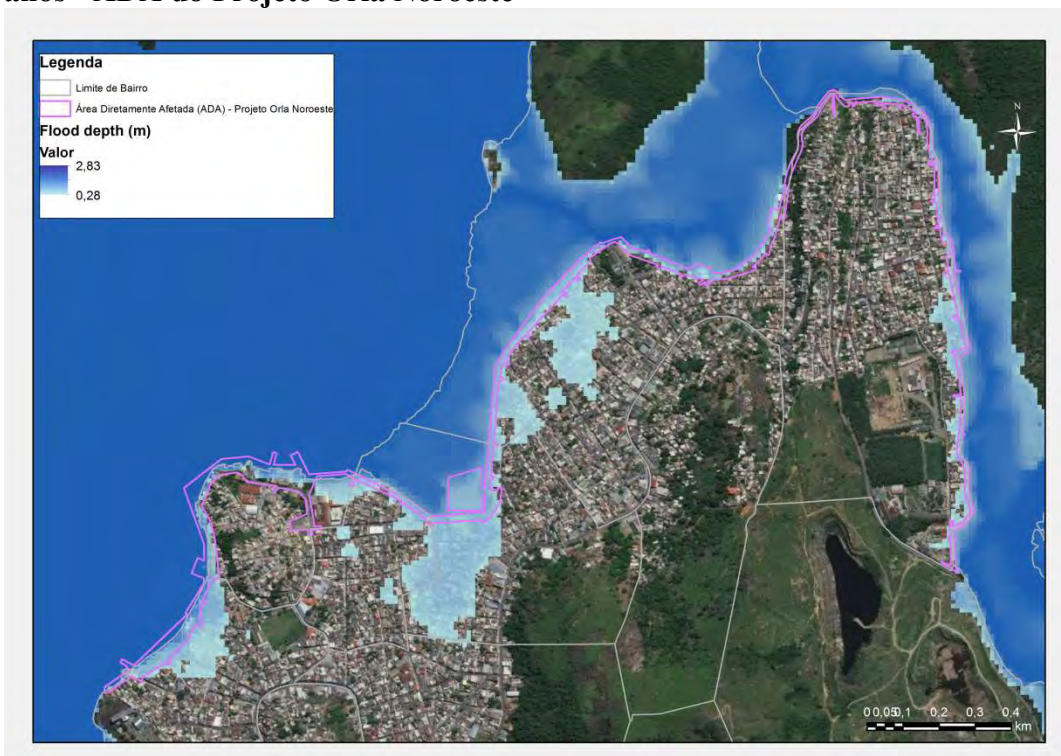 anos - ADA do Projeto Orla Noroeste
Legenda
Limite de Bairro
Área Diretamente Afetada (ADA) - Projeto Orla Noroeste
Flood depth (m)
Valor
2,83
0,28
N
0 0,05 0,1 0,2 0,3 0,4
km